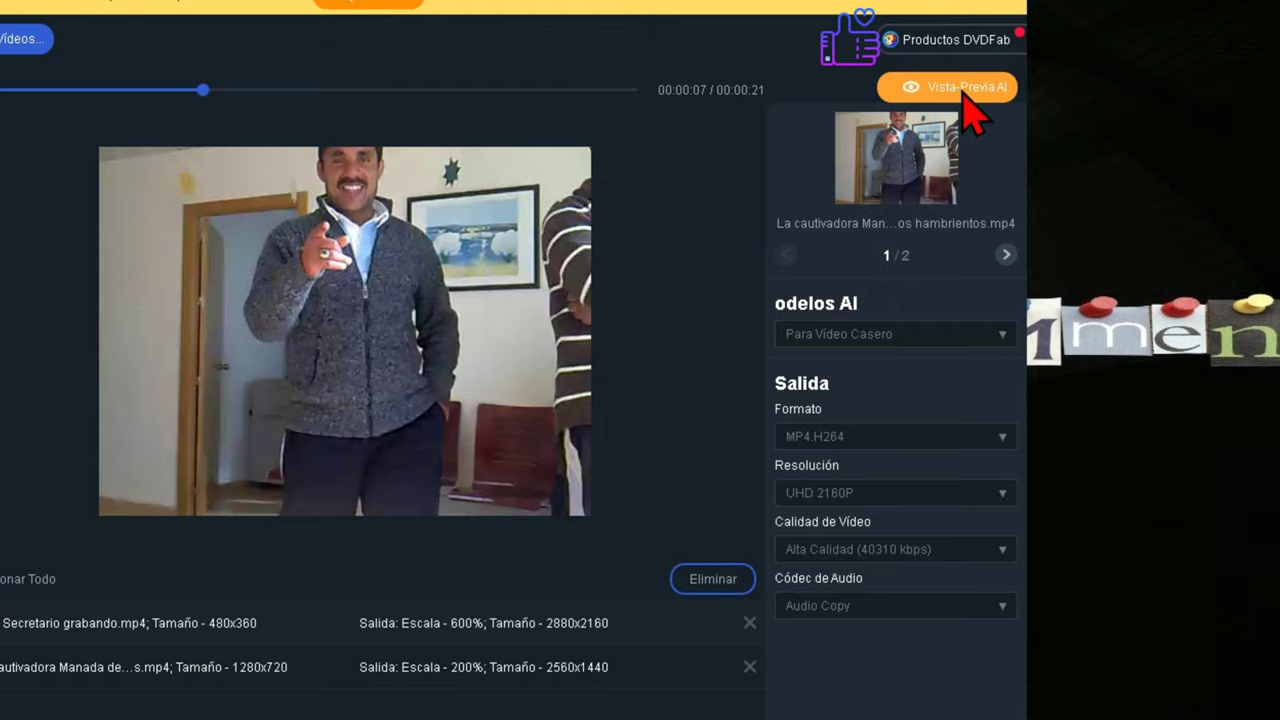 Vídeos...
Productos DVDFab
00:00:07 / 00:00:21
Vista-Previa AI
La cautivadora Man...os hambrientos.mp4
1 / 2
odelos AI
Para Vídeo Casero
Salida
Formato
MP4.H264
Resolución
UHD 2160P
Calidad de Vídeo
Alta Calidad (40310 kbps)
Códec de Audio
Audio Copy
onar Todo
Eliminar
Secretario grabando.mp4; Tamaño - 480x360
Salida: Escala - 600%; Tamaño - 2880x2160
autivadora Manada de...s.mp4; Tamaño - 1280x720
Salida: Escala - 200%; Tamaño - 2560x1440
men